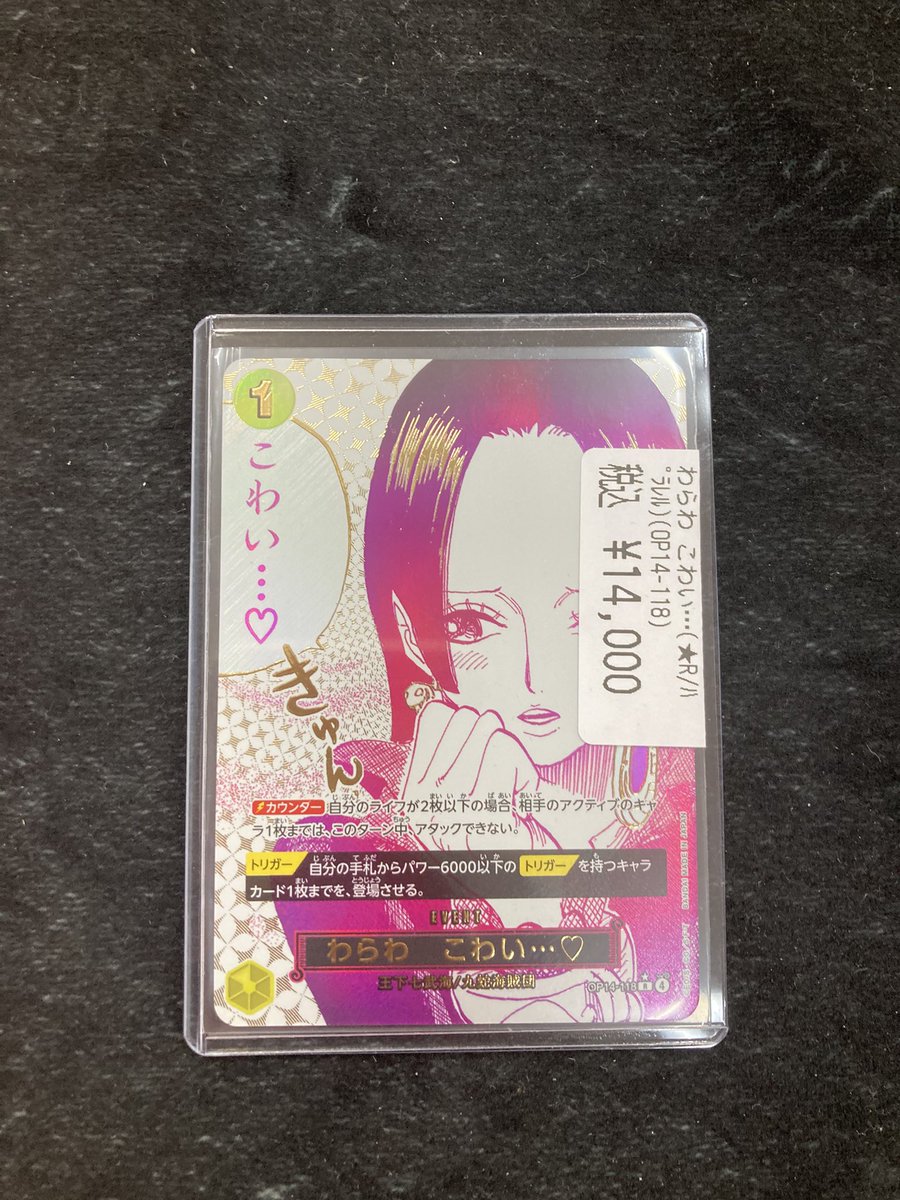 1
こわい…♡
きゅん
わらわ こわい…(★R/パ
ラレル)(OP14-118)
税込 ¥14,000
カウンター 自分のライフが2枚以下の場合、相手のアクティブのキャ
ラ1枚までは、このターン中、アタックできない。
トリガー 自分の手札からパワー6000以下の トリガー を持つキャラ
カード1枚までを、登場させる。
EVENT
わらわ こわい…♡
王下七武海/九蛇海賊団
OP14-118 R 4
BANDAI MADE IN JAPAN